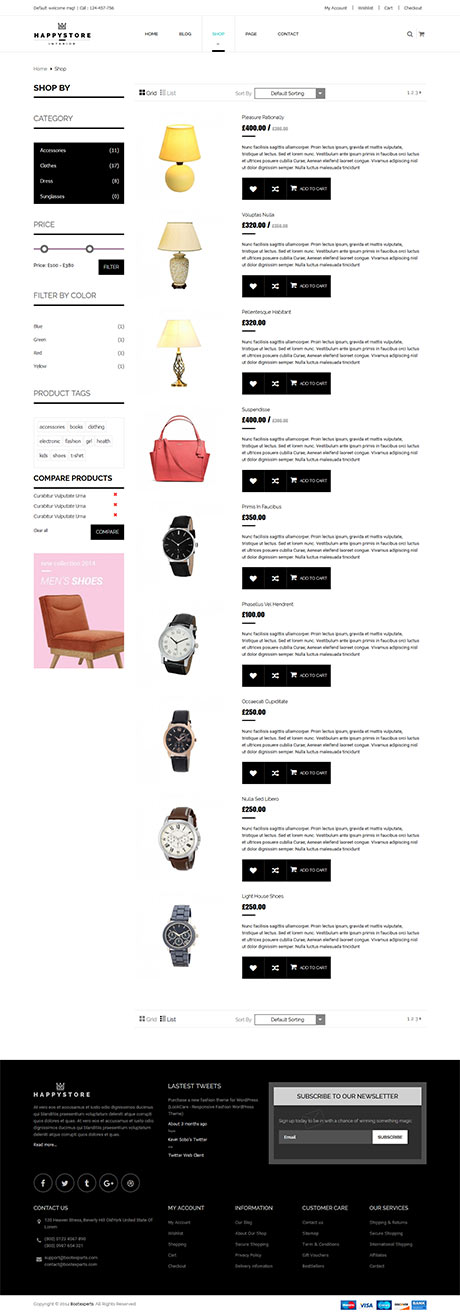 Default welcome msg! | Call : 124-457-756
My Account | Wishlist | Cart | Checkout
HAPPYSTORE
INTERIOR
HOME BLOG SHOP PAGE CONTACT
Home Shop
SHOP BY
Grid List Sort By Default Sorting 1 2 3
CATEGORY
Accessories (11)
Clothes (17)
Dress (8)
Sunglasses (0)
PRICE
Price: £100 - £380 FILTER
FILTER BY COLOR
Blue (1)
Green (1)
Red (1)
Yellow (1)
PRODUCT TAGS
accessories books clothing
electronic fashion girl health
kids shoes t-shirt
COMPARE PRODUCTS
Curabitur Vulputate Urna
Curabitur Vulputate Urna
Curabitur Vulputate Urna
Clear all COMPARE
new collection 2014
MEN'S SHOES
Pleasure Rationally
£400.00 /
Nunc facilisis sagittis ullamcorper. Proin lectus ipsum, gravida et mattis vulputate,
tristique ut lectus. Sed et lorem nunc. Vestibulum ante ipsum primis in faucibus orci luctus
et ultrices posuere cubilia Curae; Aenean eleifend laoreet congue. Vivamus adipiscing nisl
ut dolor dignissim semper. Nulla luctus malesuada tincidunt
ADD TO CART
Voluptas Nulla
£320.00 /
Nunc facilisis sagittis ullamcorper. Proin lectus ipsum, gravida et mattis vulputate,
tristique ut lectus. Sed et lorem nunc. Vestibulum ante ipsum primis in faucibus orci luctus
et ultrices posuere cubilia Curae; Aenean eleifend laoreet congue. Vivamus adipiscing nisl
ut dolor dignissim semper. Nulla luctus malesuada tincidunt
ADD TO CART
Pellentesque Habitant
£320.00
Nunc facilisis sagittis ullamcorper. Proin lectus ipsum, gravida et mattis vulputate,
tristique ut lectus. Sed et lorem nunc. Vestibulum ante ipsum primis in faucibus orci luctus
et ultrices posuere cubilia Curae; Aenean eleifend laoreet congue. Vivamus adipiscing nisl
ut dolor dignissim semper. Nulla luctus malesuada tincidunt
ADD TO CART
Suspendisse
£400.00 /
Nunc facilisis sagittis ullamcorper. Proin lectus ipsum, gravida et mattis vulputate,
tristique ut lectus. Sed et lorem nunc. Vestibulum ante ipsum primis in faucibus orci luctus
et ultrices posuere cubilia Curae; Aenean eleifend laoreet congue. Vivamus adipiscing nisl
ut dolor dignissim semper. Nulla luctus malesuada tincidunt
ADD TO CART
Primis In Faucibus
£350.00
Nunc facilisis sagittis ullamcorper. Proin lectus ipsum, gravida et mattis vulputate,
tristique ut lectus. Sed et lorem nunc. Vestibulum ante ipsum primis in faucibus orci luctus
et ultrices posuere cubilia Curae; Aenean eleifend laoreet congue. Vivamus adipiscing nisl
ut dolor dignissim semper. Nulla luctus malesuada tincidunt
ADD TO CART
Phasellus Vel Hendrerit
£100.00
Nunc facilisis sagittis ullamcorper. Proin lectus ipsum, gravida et mattis vulputate,
tristique ut lectus. Sed et lorem nunc. Vestibulum ante ipsum primis in faucibus orci luctus
et ultrices posuere cubilia Curae; Aenean eleifend laoreet congue. Vivamus adipiscing nisl
ut dolor dignissim semper. Nulla luctus malesuada tincidunt
ADD TO CART
Occaecati Cupiditate
£250.00
Nunc facilisis sagittis ullamcorper. Proin lectus ipsum, gravida et mattis vulputate,
tristique ut lectus. Sed et lorem nunc. Vestibulum ante ipsum primis in faucibus orci luctus
et ultrices posuere cubilia Curae; Aenean eleifend laoreet congue. Vivamus adipiscing nisl
ut dolor dignissim semper. Nulla luctus malesuada tincidunt
ADD TO CART
Nulla Sed Libero
£250.00
Nunc facilisis sagittis ullamcorper. Proin lectus ipsum, gravida et mattis vulputate,
tristique ut lectus. Sed et lorem nunc. Vestibulum ante ipsum primis in faucibus orci luctus
et ultrices posuere cubilia Curae; Aenean eleifend laoreet congue. Vivamus adipiscing nisl
ut dolor dignissim semper. Nulla luctus malesuada tincidunt
ADD TO CART
Light House Shoes
£250.00
Nunc facilisis sagittis ullamcorper. Proin lectus ipsum, gravida et mattis vulputate,
tristique ut lectus. Sed et lorem nunc. Vestibulum ante ipsum primis in faucibus orci luctus
et ultrices posuere cubilia Curae; Aenean eleifend laoreet congue. Vivamus adipiscing nisl
ut dolor dignissim semper. Nulla luctus malesuada tincidunt
ADD TO CART
Grid List Sort By Default Sorting 1 2 3
HAPPYSTORE
At vero eos et accusamus et iusto odio dignissimos ducimus
qui blanditiis praesentium voluptatum deleniti atque corrupti
quos dolores et quas molestias. At vero eos et accusamus et
iusto odio dignissimos ducimus qui blanditiis praesentium
voluptatum deleniti atque corrupti quos dolores et quas.
Read more...
LASTEST TWEETS
Purchase a new Fashion theme for WordPress
(LookCare - Responsive Fashion WordPress
Theme)
About 3 months ago
from
Kevin Sobo's Twitter
via
Twitter Web Client
SUBSCRIBE TO OUR NEWSLETTER
Sign up today to be in with a chance of winning something magic
Email SUBSCRIBE
CONTACT US
Lorem
(800) 0123 4567 890
(800) 0987 654 321
support@bootexperts.com
contact@bootexperts.com
MY ACCOUNT
My Account
Wishlist
Shopping
Cart
Checkout
INFORMATION
Our Blog
About Our Shop
Secure Shopping
Privacy Policy
Delivery Information
CUSTOMER CARE
Contact us
Sitemap
Term & Conditions
Gift Vouchers
BestSellers
OUR SERVICES
Shipping & Returns
Secure Shopping
International Shipping
Affiliates
Contact
Copyright © 2014 Bootexperts. All Rights Reserved
VISA